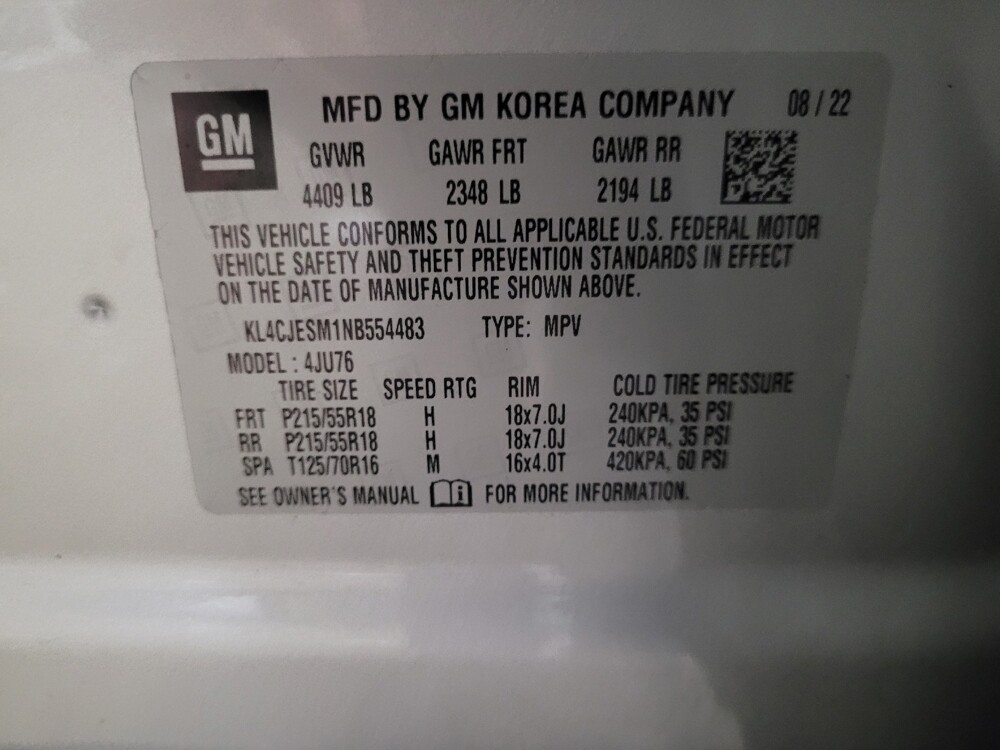 GM
MFD BY GM KOREA COMPANY 08 / 22
GVWR GAWR FRT GAWR RR
4409 LB 2348 LB 2194 LB
THIS VEHICLE CONFORMS TO ALL APPLICABLE U.S. FEDERAL MOTOR
VEHICLE SAFETY AND THEFT PREVENTION STANDARDS IN EFFECT
ON THE DATE OF MANUFACTURE SHOWN ABOVE.
KL4CJESM1NB554483 TYPE: MPV
MODEL : 4JU76
TIRE SIZE SPEED RTG RIM COLD TIRE PRESSURE
FRT P215/55R18 H 18x7.0J 240KPA, 35 PSI
RR P215/55R18 H 18x7.0J 240KPA, 35 PSI
SPA T125/70R16 M 16x4.0T 420KPA, 60 PSI
SEE OWNER'S MANUAL i FOR MORE INFORMATION.